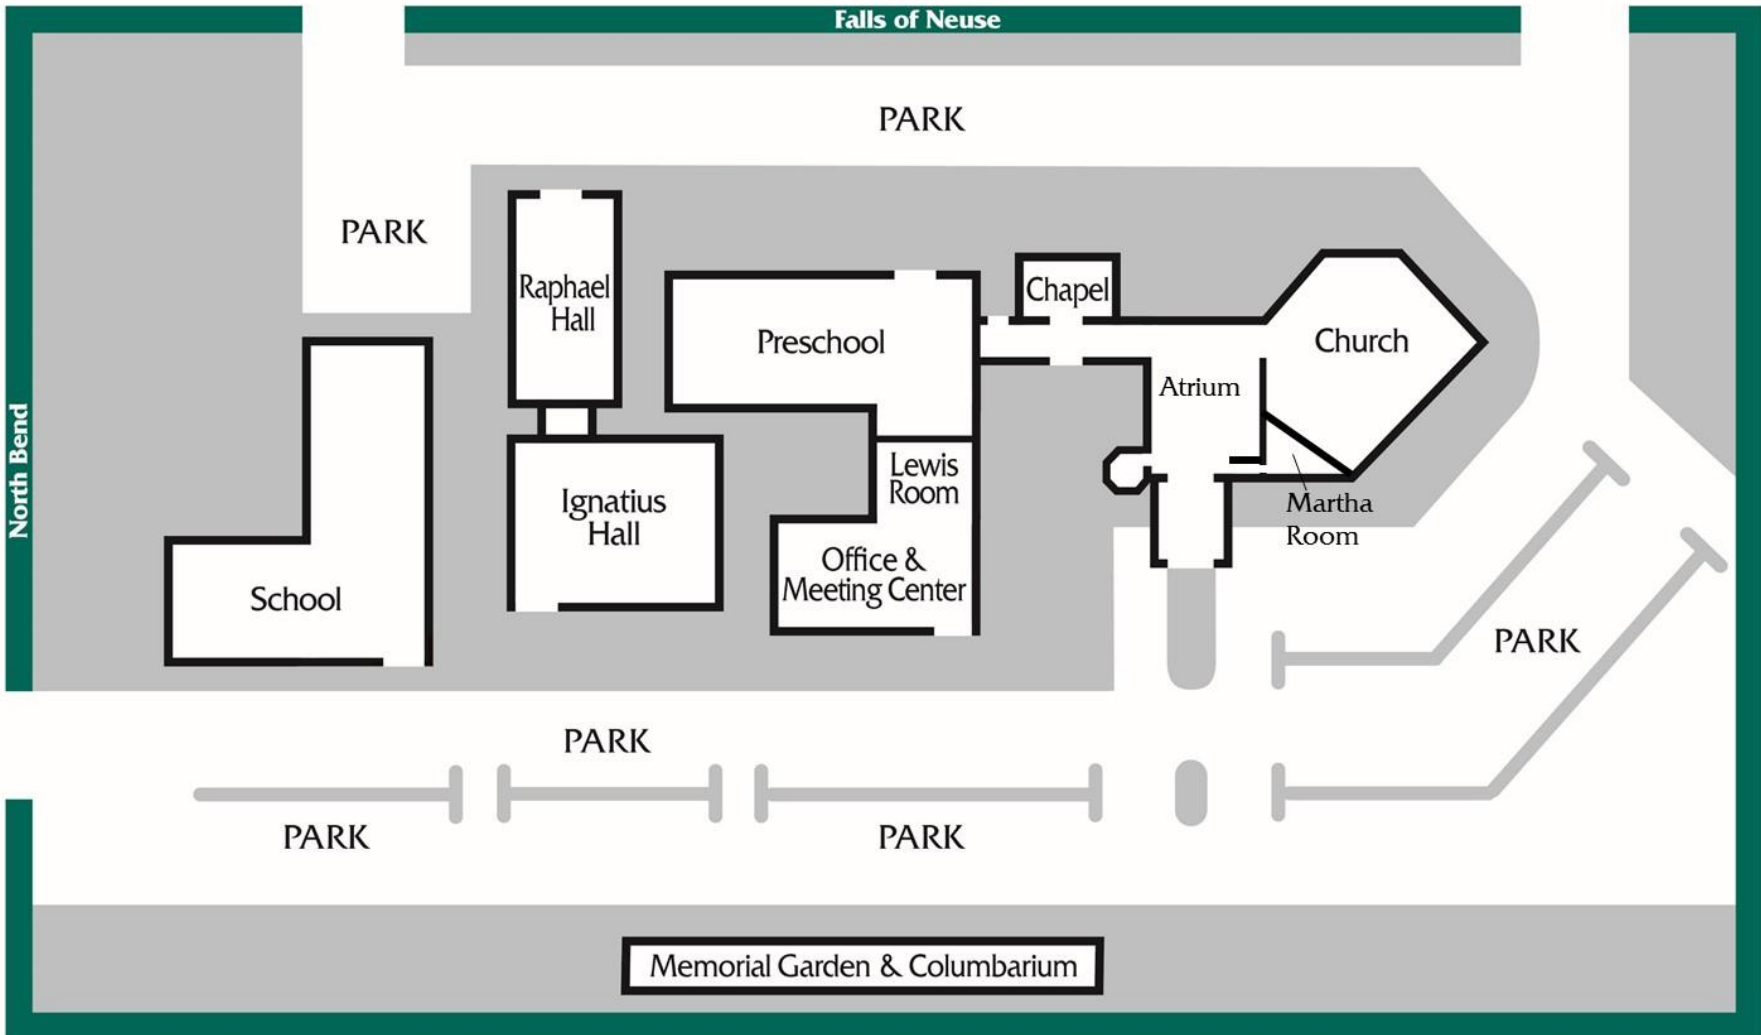 Falls of Neuse
PARK
PARK
Raphael
Hall
Chapel
Preschool
Church
Atrium
North Bend
Lewis
Room
Ignatius
Hall
Martha
Room
Office &
Meeting Center
School
PARK
PARK
PARK
PARK
Memorial Garden & Columbarium